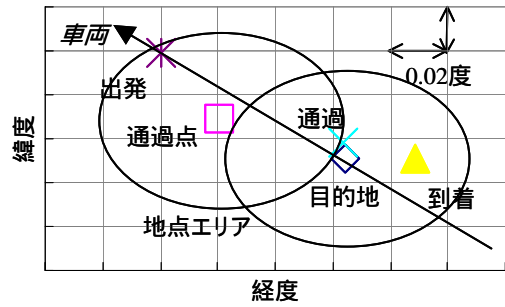 車両
0.02度
出発
通過
通過点
緯度
目的地
到着
地点エリア
経度